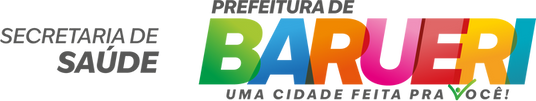 SECRETARIA DE
SAÚDE
PREFEITURA DE
BARUERI
UMA CIDADE FEITA PRA VOCÊ!